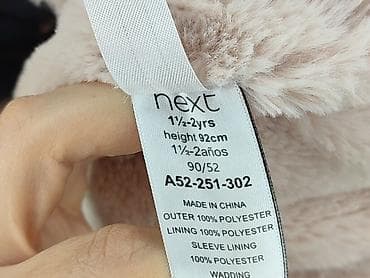 next
1½-2yrs
height 92cm
1½-2años
90/52
A52-251-302
MADE IN CHINA
OUTER 100% POLYESTER
LINING 100% POLYESTER
SLEEVE LINING
100% POLYESTER
WADDING